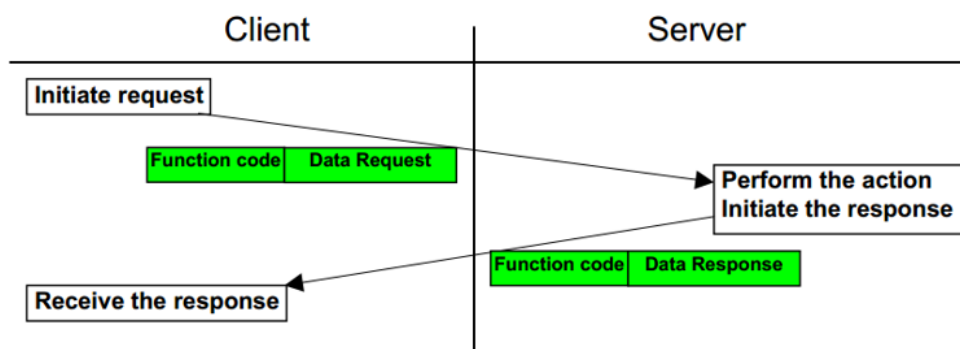 Client
Server
Initiate request
Function code
Data Request
Perform the action
Initiate the response
Function code
Data Response
Receive the response